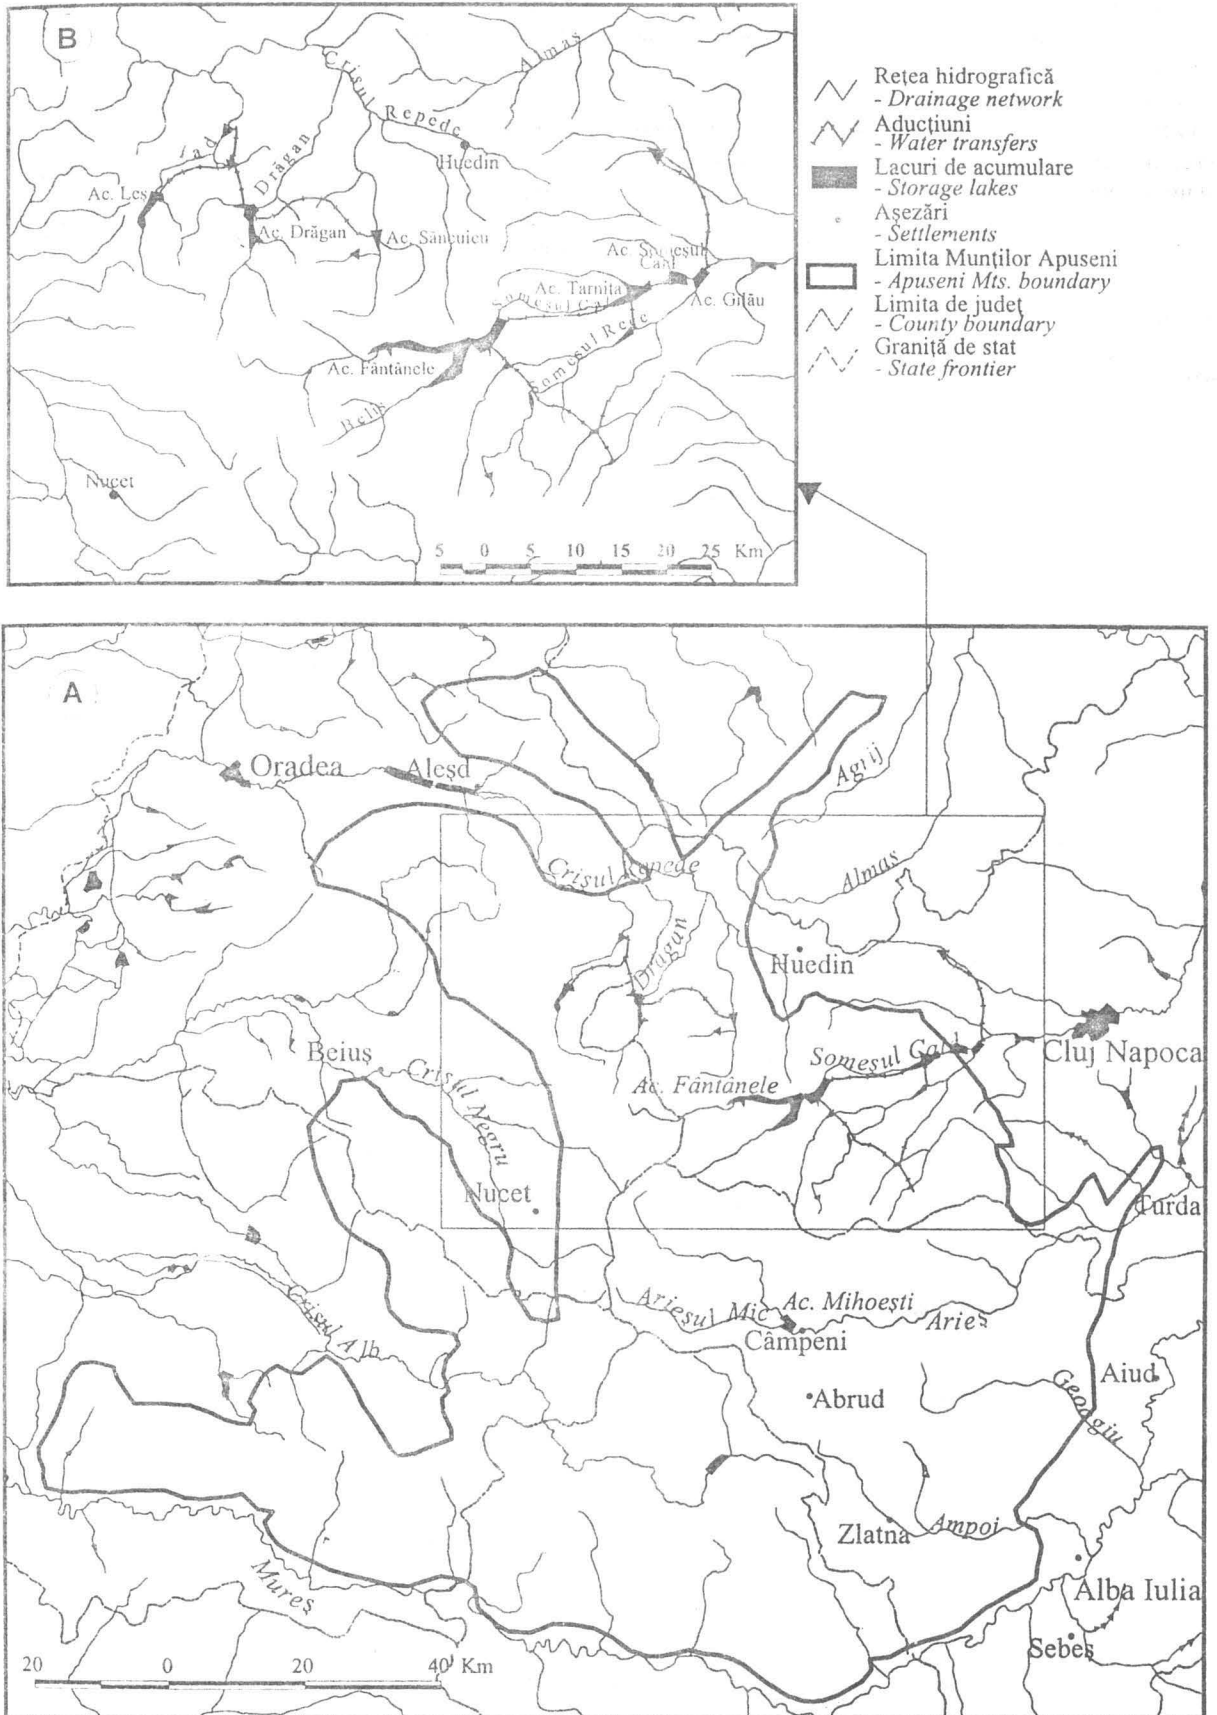 B
Almaș
Crișul Repede
Huedin
Iad
Drăgan
Ac. Leș
Ac. Drăgan
Ac. Sâncuicu
Ac. Someșul
Cald
Ac. Tarnița
Someșul Cald
Ac. Gilău
Someșul Rece
Ac. Fântânele
Beliș
Nucet
5 0 5 10 15 20 25 Km
Rețea hidrografică
- Drainage network
Aducțiuni
- Water transfers
Lacuri de acumulare
- Storage lakes
Așezări
- Settlements
Limita Munților Apuseni
- Apuseni Mts. boundary
Limita de județ
- County boundary
Graniță de stat
- State frontier
A
Oradea
Aleșd
Agrij
Crișul Repede
Almaș
Drăgan
Huedin
Beiuș
Crișul Negru
Someșul Cald
Cluj Napoca
Ac. Fântânele
Nucet
Turda
Crișul Alb
Arieșul Mic
Ac. Mihoești
Arieș
Câmpeni
Abrud
Aiud
Geoagiu
Zlatna
Ampoi
Mureș
Alba Iulia
Sebeș
20 0 20 40 Km